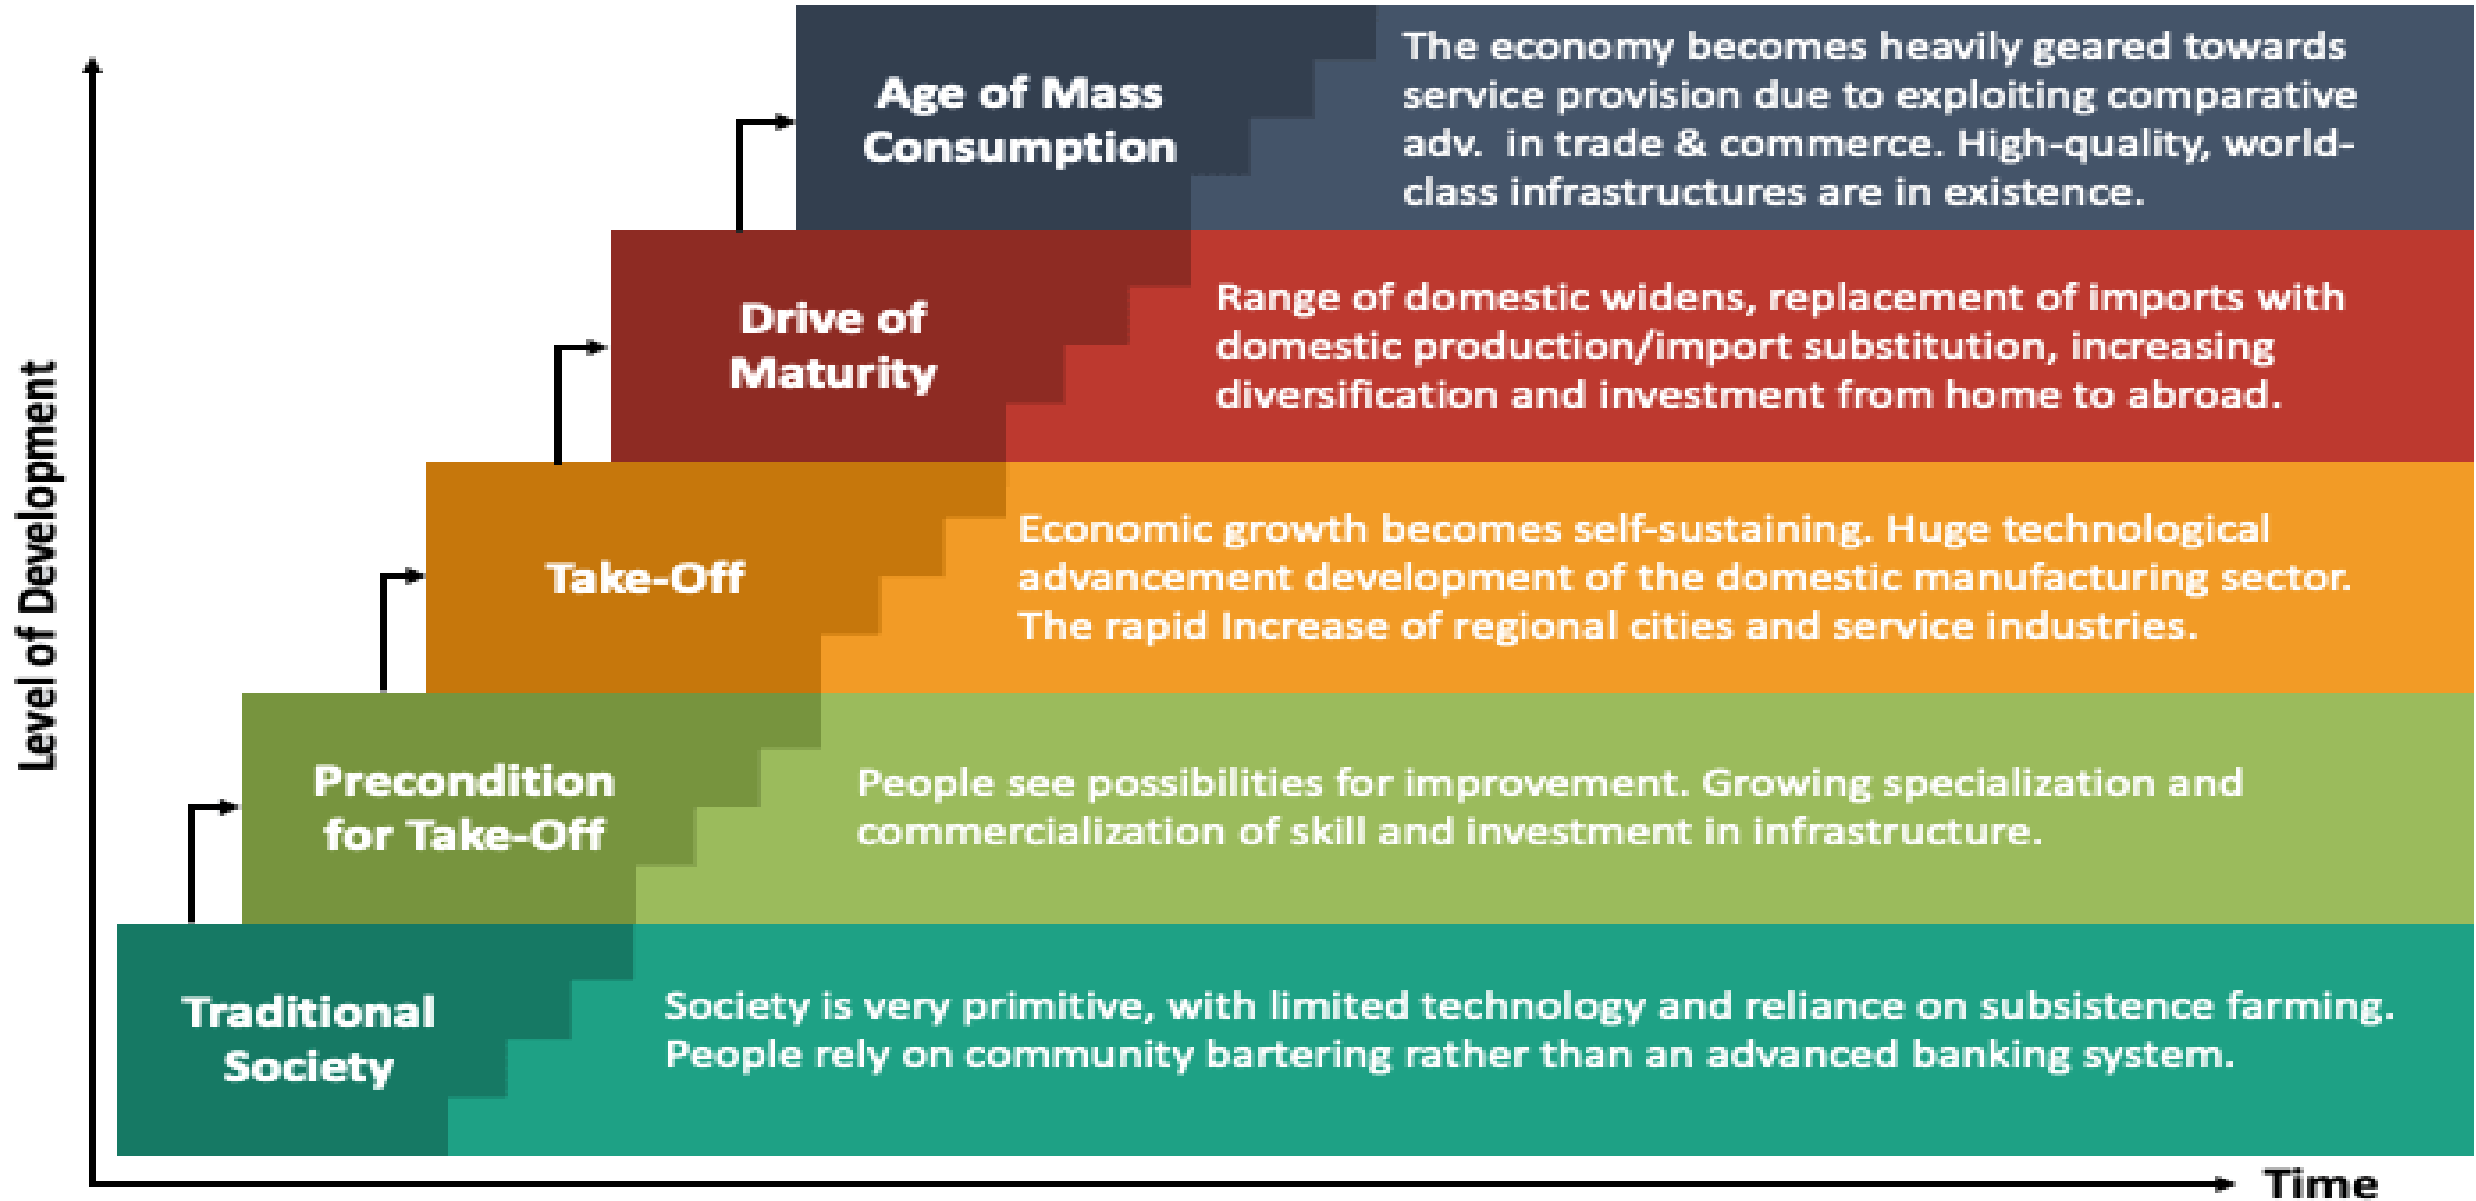 Age of Mass
Consumption
The economy becomes heavily geared towards
service provision due to exploiting comparative
adv. in trade & commerce. High-quality, world-
class infrastructures are in existence.
Drive of
Maturity
Range of domestic widens, replacement of imports with
domestic production/import substitution, increasing
diversification and investment from home to abroad.
Take-Off
Economic growth becomes self-sustaining. Huge technological
advancement development of the domestic manufacturing sector.
The rapid Increase of regional cities and service industries.
Precondition
for Take-Off
People see possibilities for improvement. Growing specialization and
commercialization of skill and investment in infrastructure.
Traditional
Society
Society is very primitive, with limited technology and reliance on subsistence farming.
People rely on community bartering rather than an advanced banking system.
Level of Development
Time